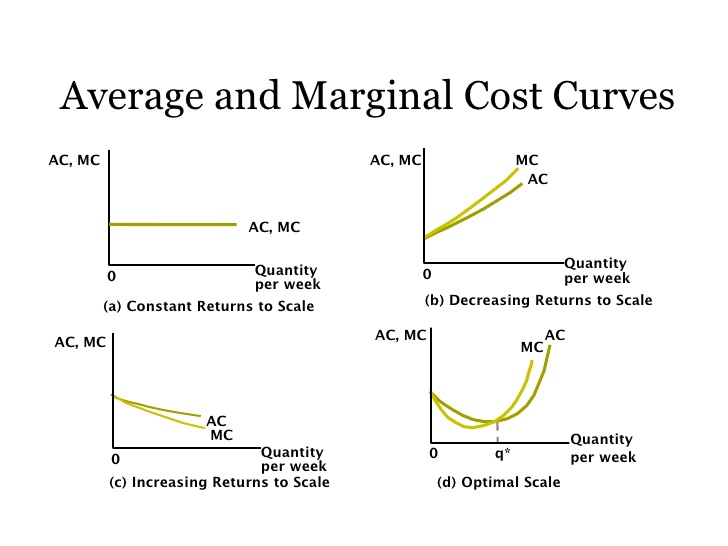 Average and Marginal Cost Curves
AC, MC
AC, MC
0
Quantity
per week
(a) Constant Returns to Scale
AC, MC
MC
AC
0
Quantity
per week
(b) Decreasing Returns to Scale
AC, MC
AC
MC
0
Quantity
per week
(c) Increasing Returns to Scale
AC, MC
AC
MC
0
q*
Quantity
per week
(d) Optimal Scale